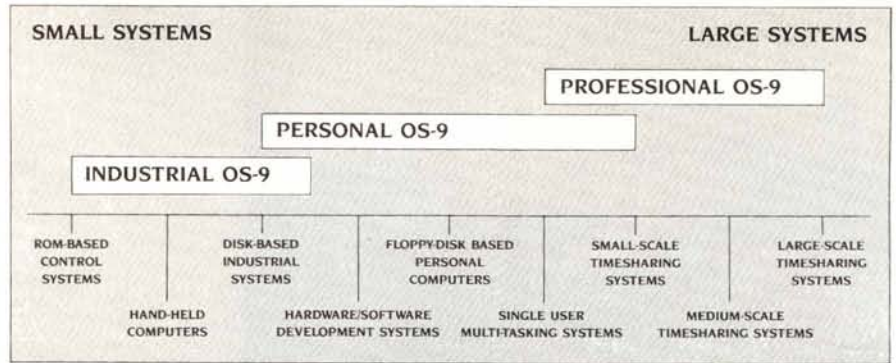 SMALL SYSTEMS
LARGE SYSTEMS
PROFESSIONAL OS-9
PERSONAL OS-9
INDUSTRIAL OS-9
ROM-BASED
CONTROL
SYSTEMS
HAND-HELD
COMPUTERS
DISK-BASED
INDUSTRIAL
SYSTEMS
HARDWARE/SOFTWARE
DEVELOPMENT SYSTEMS
FLOPPY-DISK BASED
PERSONAL
COMPUTERS
SINGLE USER
MULTI-TASKING SYSTEMS
SMALL-SCALE
TIMESHARING
SYSTEMS
MEDIUM-SCALE
TIMESHARING SYSTEMS
LARGE-SCALE
TIMESHARING
SYSTEMS